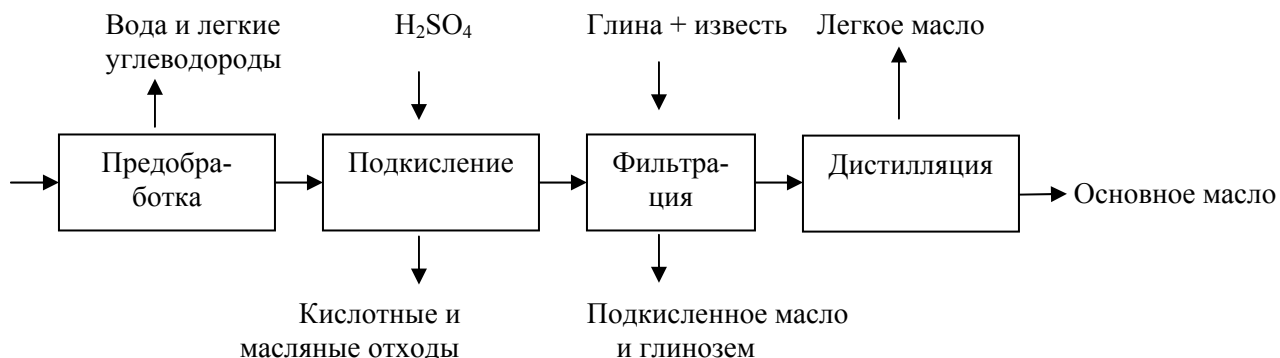 Вода и легкие
углеводороды
H₂SO₄
Глина + известь
Легкое масло
Предобра-
ботка
Подкисление
Фильтра-
ция
Дистилляция
Основное масло
Кислотные и
масляные отходы
Подкисленное масло
и глинозем